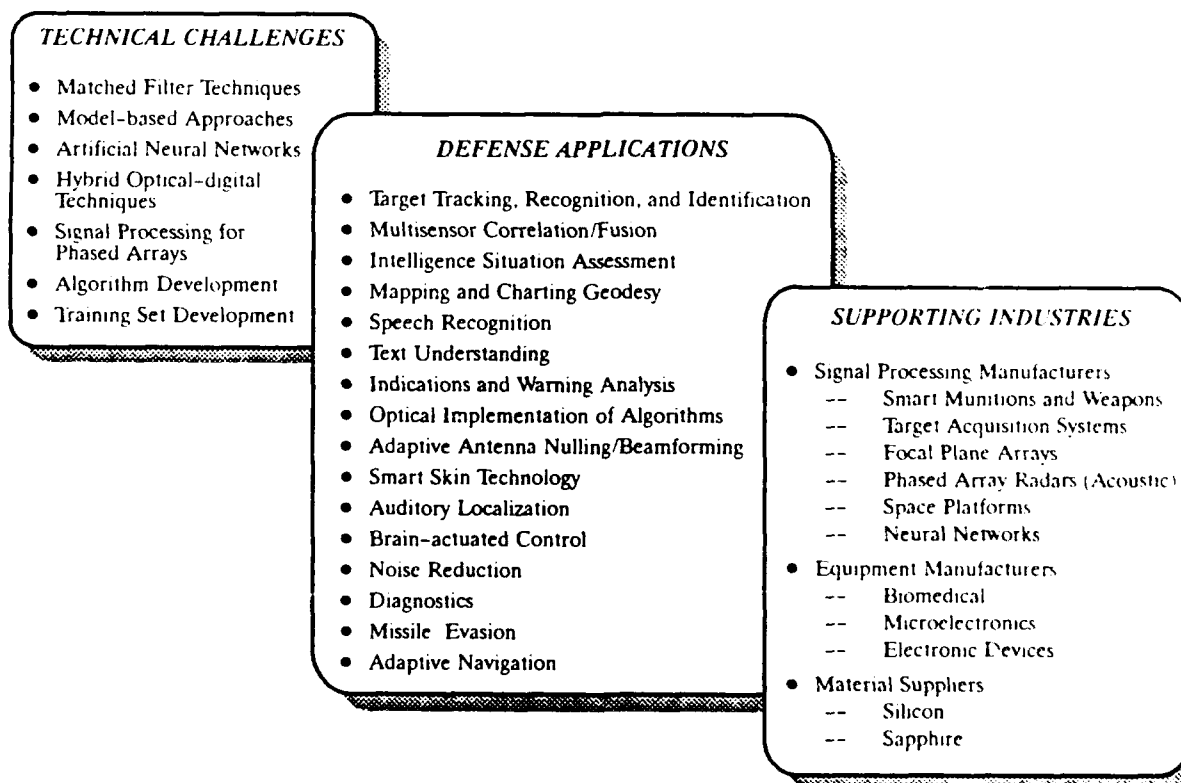 TECHNICAL CHALLENGES
• Matched Filter Techniques
• Model-based Approaches
• Artificial Neural Networks
• Hybrid Optical-digital
Techniques
• Signal Processing for
Phased Arrays
• Algorithm Development
• Training Set Development
DEFENSE APPLICATIONS
• Target Tracking, Recognition, and Identification
• Multisensor Correlation/Fusion
• Intelligence Situation Assessment
• Mapping and Charting Geodesy
• Speech Recognition
• Text Understanding
• Indications and Warning Analysis
• Optical Implementation of Algorithms
• Adaptive Antenna Nulling/Beamforming
• Smart Skin Technology
• Auditory Localization
• Brain-actuated Control
• Noise Reduction
• Diagnostics
• Missile Evasion
• Adaptive Navigation
SUPPORTING INDUSTRIES
• Signal Processing Manufacturers
-- Smart Munitions and Weapons
-- Target Acquisition Systems
-- Focal Plane Arrays
-- Phased Array Radars (Acoustic)
-- Space Platforms
-- Neural Networks
• Equipment Manufacturers
-- Biomedical
-- Microelectronics
-- Electronic Devices
• Material Suppliers
-- Silicon
-- Sapphire